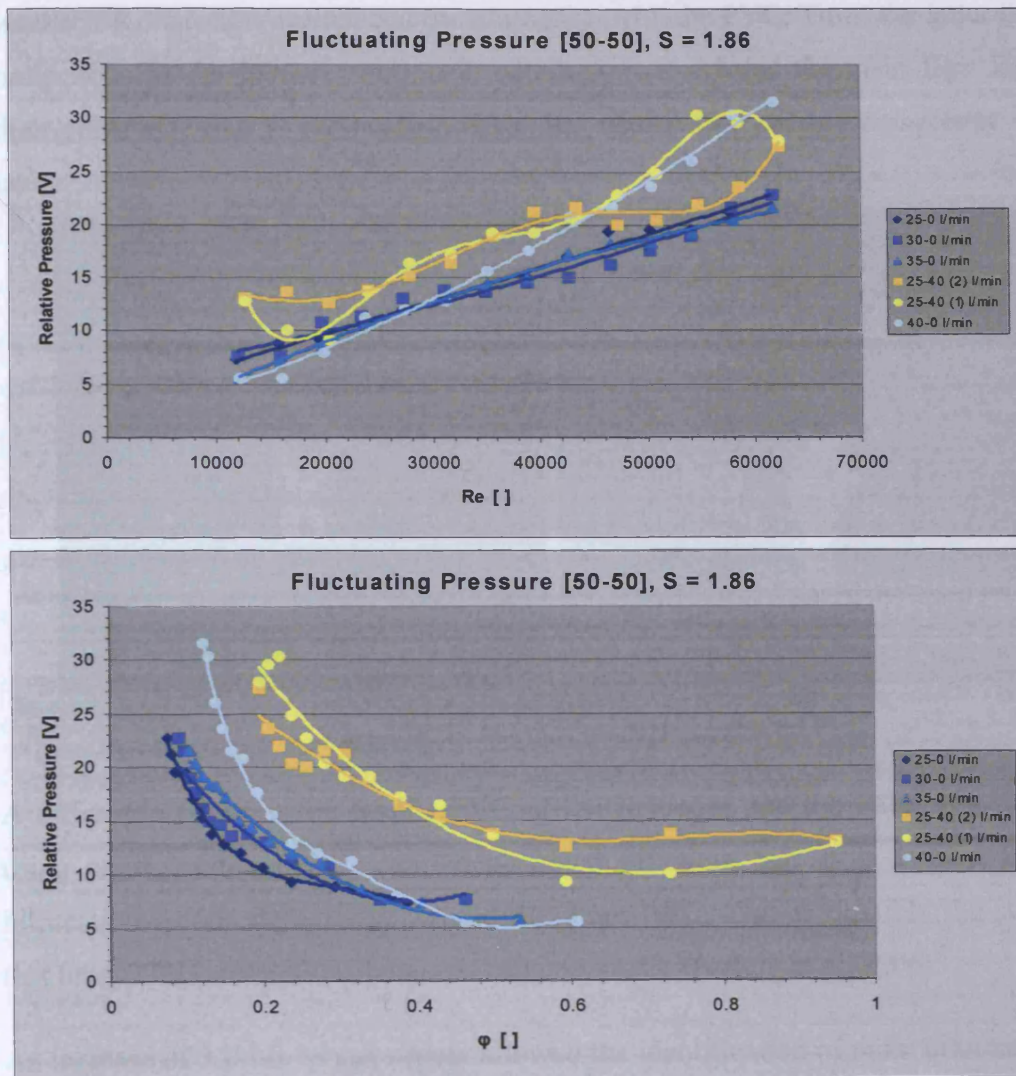 Fluctuating Pressure [50-50], S = 1.86
Relative Pressure [V]
35
30
25
20
15
10
5
0
0
10000
20000
30000
40000
50000
60000
70000
Re [ ]
25-0 l/min
30-0 l/min
35-0 l/min
25-40 (2) l/min
25-40 (1) l/min
40-0 l/min
Fluctuating Pressure [50-50], S = 1.86
Relative Pressure [V]
35
30
25
20
15
10
5
0
0
0.2
0.4
0.6
0.8
1
φ [ ]
25-0 l/min
30-0 l/min
35-0 l/min
25-40 (2) l/min
25-40 (1) l/min
40-0 l/min